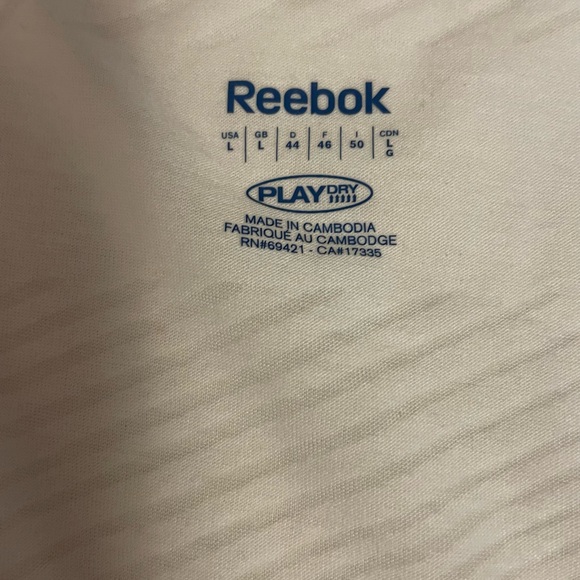 Reebok
USA GB D F I CDN
L L 44 46 50 L
G
PLAYDRY
MADE IN CAMBODIA
FABRIQUÉ AU CAMBODGE
RN#69421 - CA#17335